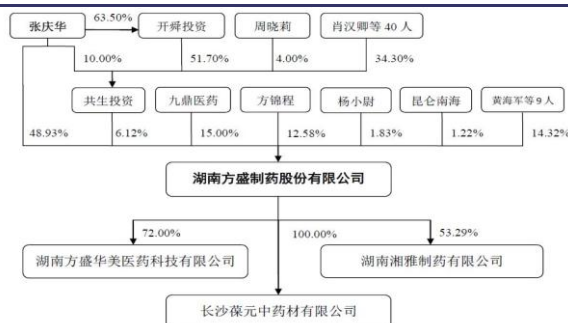 63.50%
张庆华
开舜投资
周晓莉
肖汉卿等 40 人
10.00%
51.70%
4.00%
34.30%
共生投资
九鼎医药
方锦程
杨小尉
昆仑南海
黄海军等 9 人
48.93%
6.12%
15.00%
12.58%
1.83%
1.22%
14.32%
湖南方盛制药股份有限公司
72.00%
100.00%
53.29%
湖南方盛华美医药科技有限公司
湖南湘雅制药有限公司
长沙葆元中药材有限公司